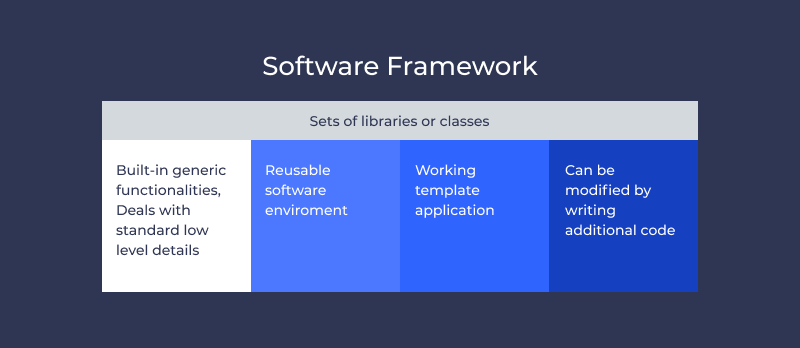 Software Framework
Sets of libraries or classes
Built-in generic
functionalities,
Deals with
standard low
level details
Reusable
software
enviroment
Working
template
application
Can be
modified by
writing
additional code